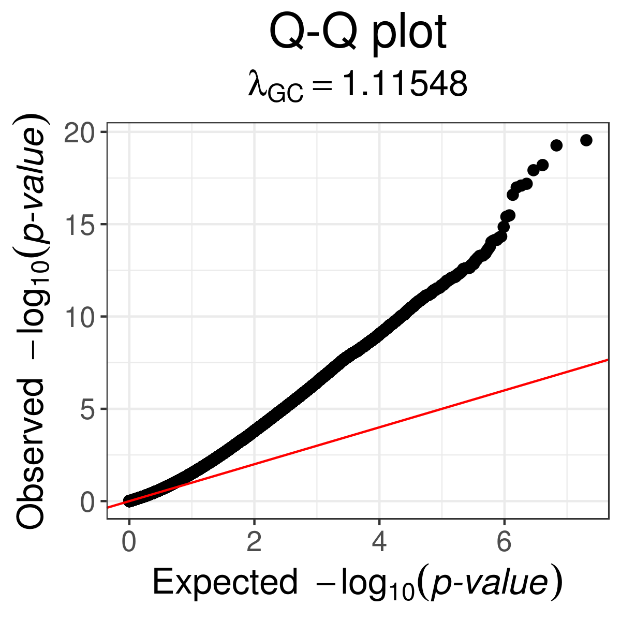 Q-Q plot
λGC = 1.11548
20
15
10
5
0
Observed −log10(p-value)
0 2 4 6
Expected −log10(p-value)